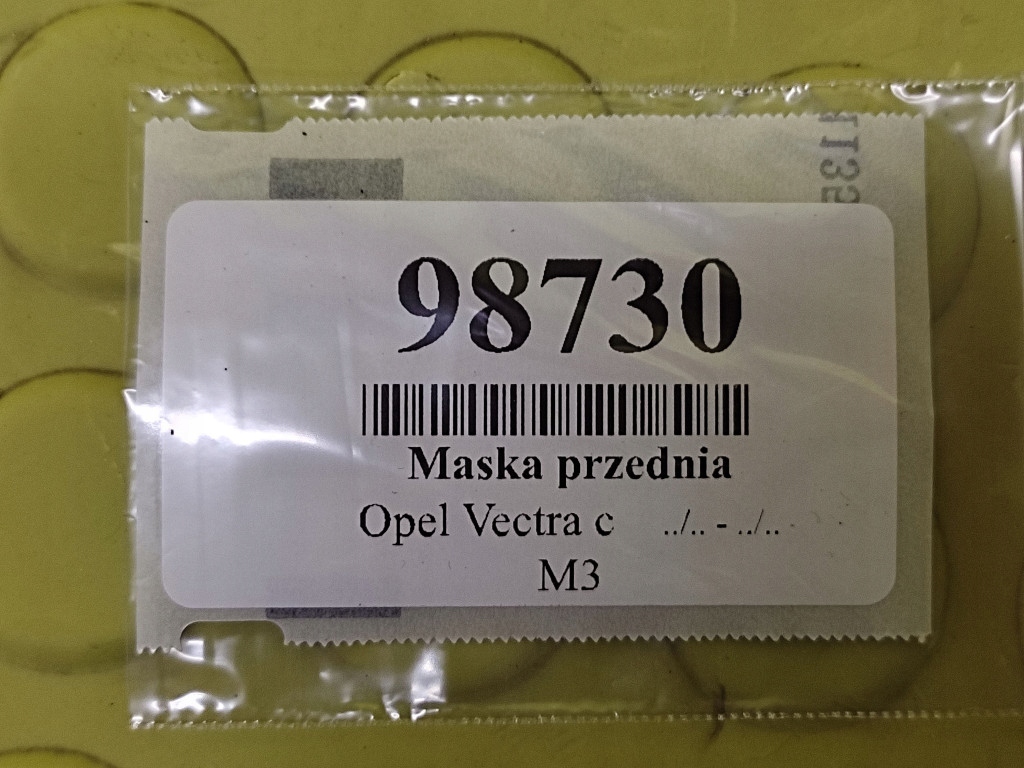 98730
Maska przednia
Opel Vectra c ../.. - ../..
M3